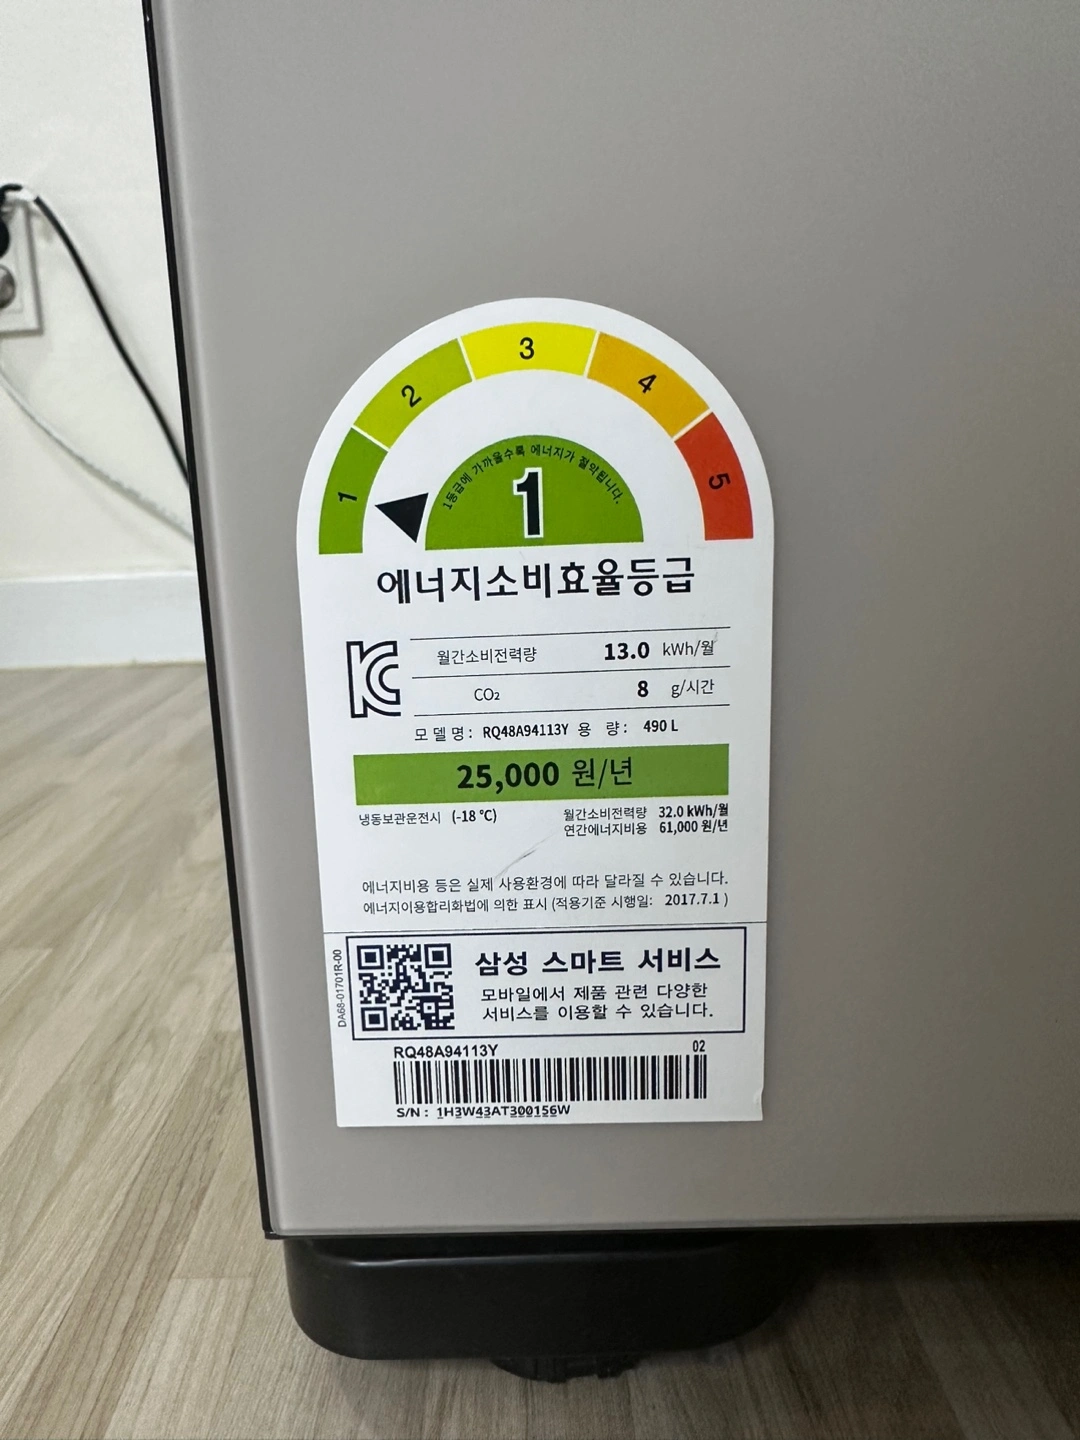 1
2
3
4
5
1등급에 가까울수록 에너지가 절약됩니다.
1
에너지소비효율등급
월간소비전력량 13.0 kWh/월
CO₂ 8 g/시간
모 델 명 : RQ48A94113Y 용 량 : 490 L
25,000 원/년
냉동보관운전시 (-18 ℃) 월간소비전력량 32.0 kWh/월
연간에너지비용 61,000 원/년
에너지비용 등은 실제 사용환경에 따라 달라질 수 있습니다.
에너지이용합리화법에 의한 표시 (적용기준 시행일: 2017.7.1 )
DA68-01701R-00
삼성 스마트 서비스
모바일에서 제품 관련 다양한
서비스를 이용할 수 있습니다.
RQ48A94113Y 02
S/N : 1H3W43AT300156W